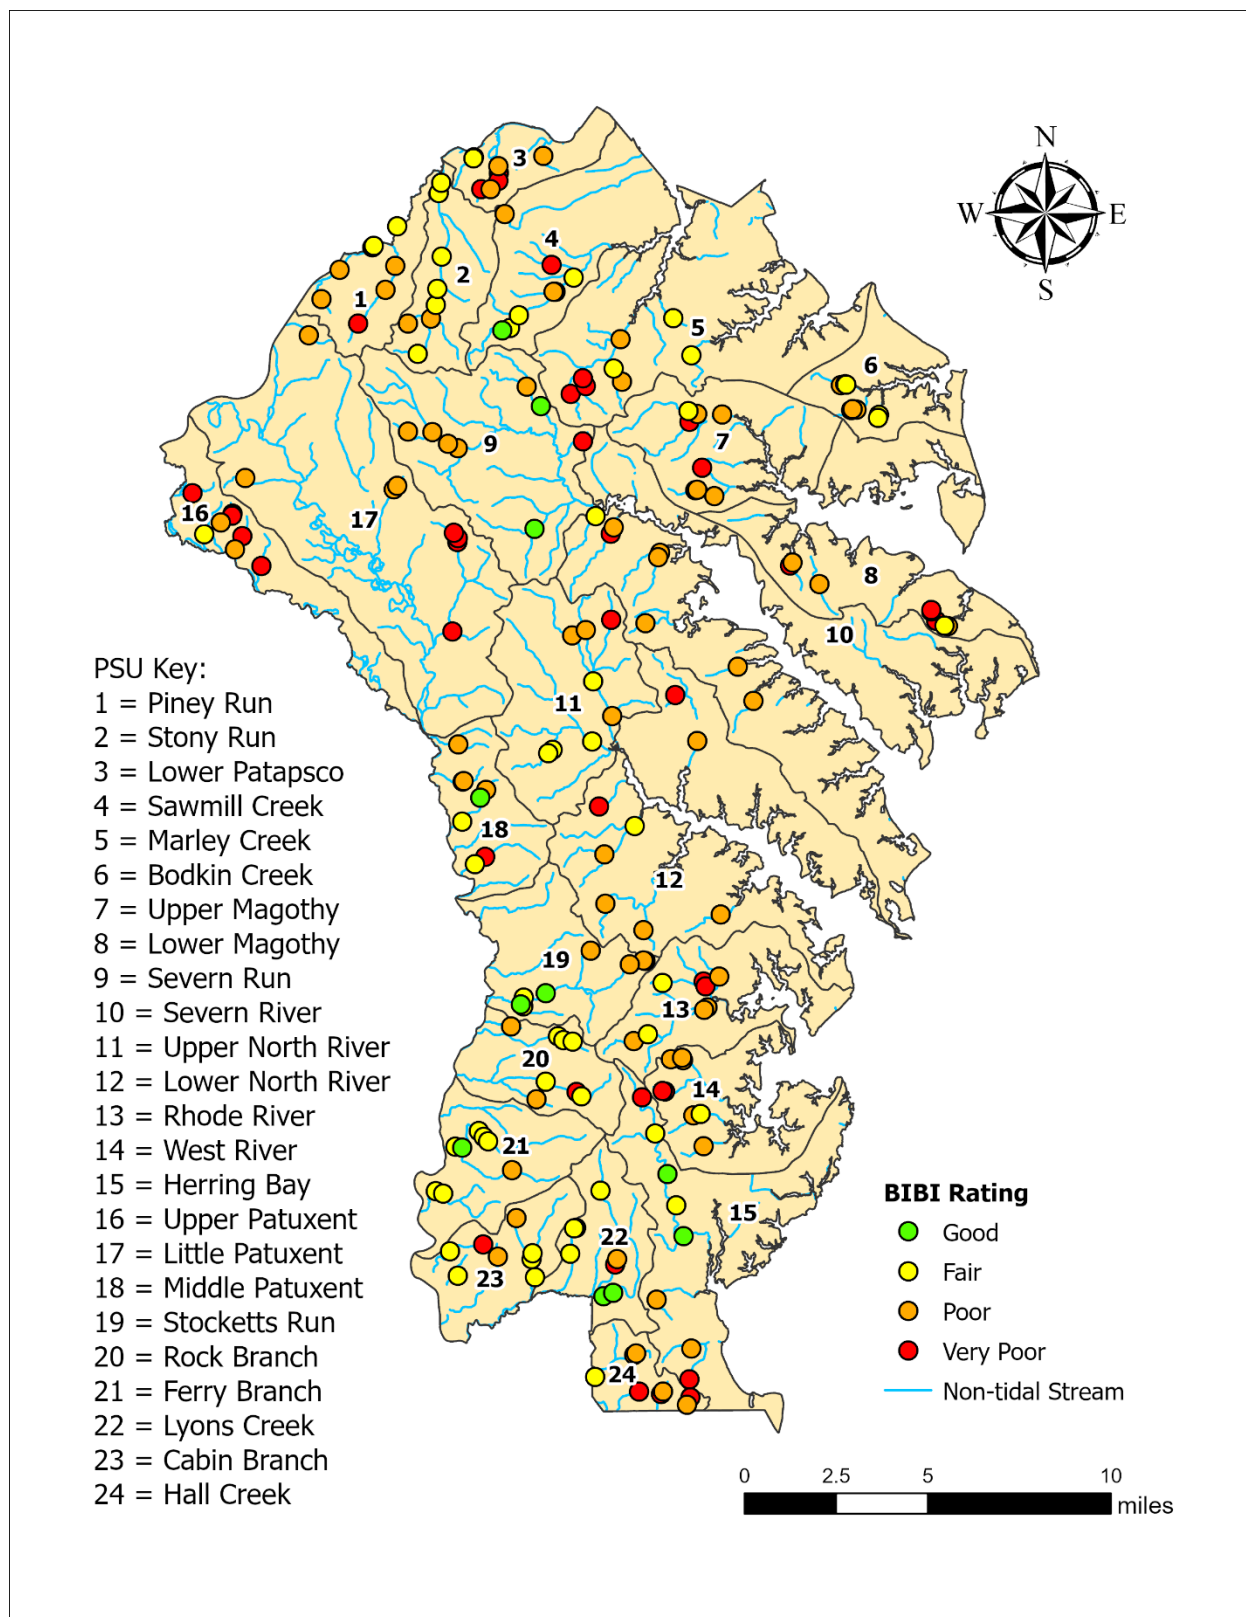 N
W E
S
3
4
2
1
5
6
7
9
16
17
8
10
11
18
12
19
13
20
14
21
15
22
23
24
PSU Key:
1 = Piney Run
2 = Stony Run
3 = Lower Patapsco
4 = Sawmill Creek
5 = Marley Creek
6 = Bodkin Creek
7 = Upper Magothy
8 = Lower Magothy
9 = Severn Run
10 = Severn River
11 = Upper North River
12 = Lower North River
13 = Rhode River
14 = West River
15 = Herring Bay
16 = Upper Patuxent
17 = Little Patuxent
18 = Middle Patuxent
19 = Stocketts Run
20 = Rock Branch
21 = Ferry Branch
22 = Lyons Creek
23 = Cabin Branch
24 = Hall Creek
BIBI Rating
Good
Fair
Poor
Very Poor
Non-tidal Stream
0 2.5 5 10
miles